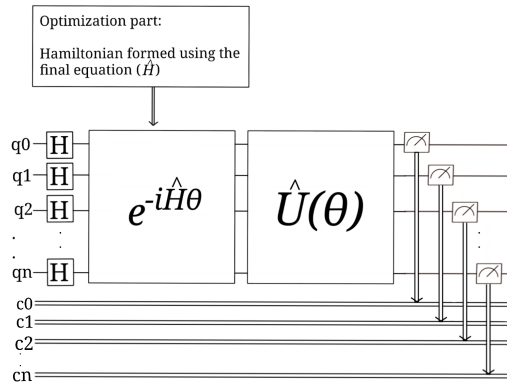 Optimization part:
Hamiltonian formed using the
final equation (Ĥ)
q0 H
q1 H
q2 H
qn H
e^-iĤθ
Û(θ)
c0
c1
c2
cn